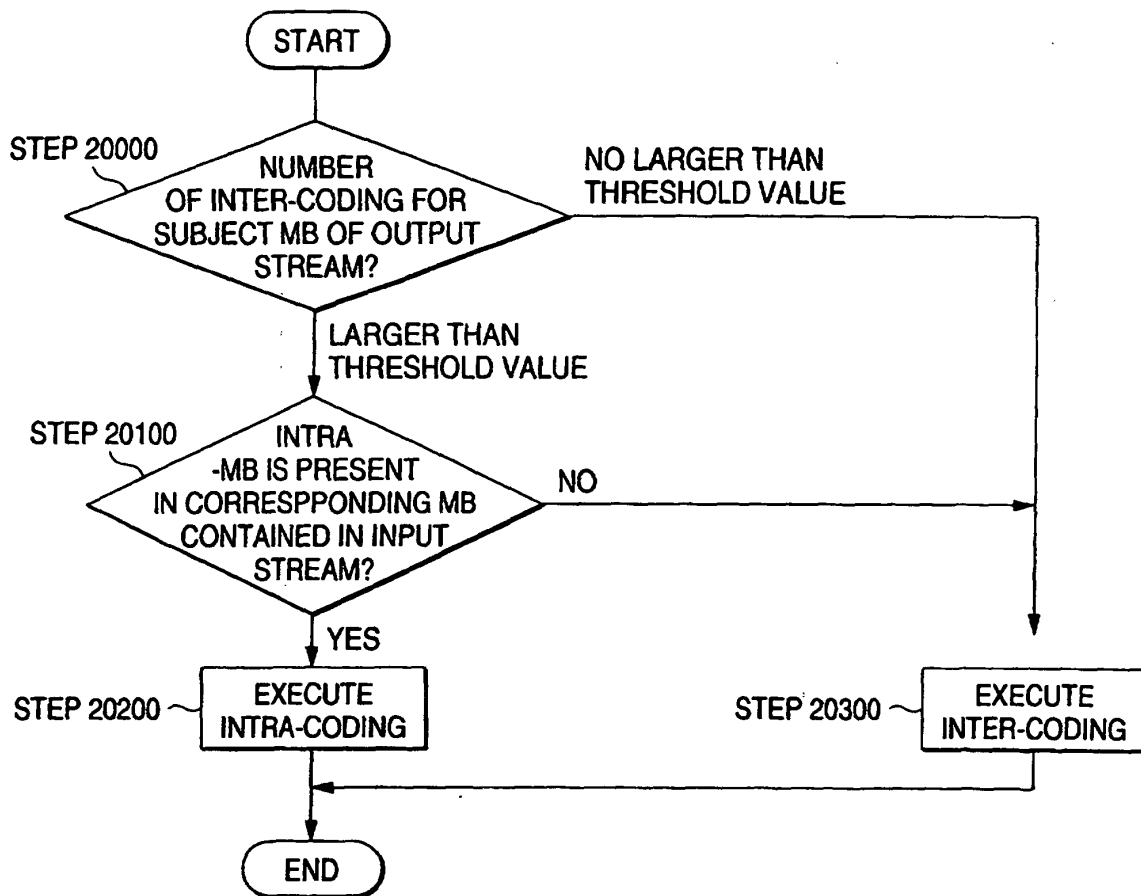 START
STEP 20000
NUMBER
OF INTER-CODING FOR
SUBJECT MB OF OUTPUT
STREAM?
NO LARGER THAN
THRESHOLD VALUE
LARGER THAN
THRESHOLD VALUE
STEP 20100
INTRA
-MB IS PRESENT
IN CORRESPPONDING MB
CONTAINED IN INPUT
STREAM?
NO
YES
STEP 20200
EXECUTE
INTRA-CODING
STEP 20300
EXECUTE
INTER-CODING
END